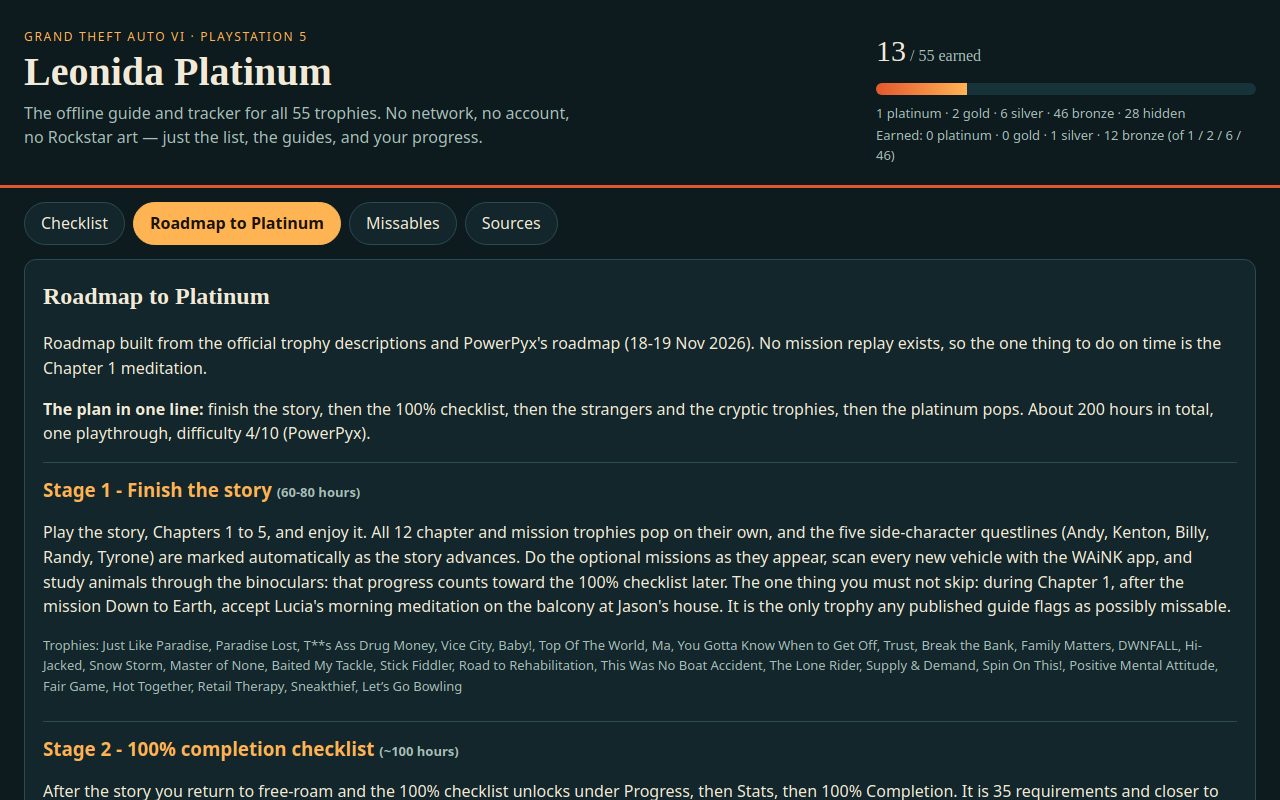 GRAND THEFT AUTO VI · PLAYSTATION 5
Leonida Platinum
The offline guide and tracker for all 55 trophies. No network, no account,
no Rockstar art — just the list, the guides, and your progress.
13 / 55 earned
1 platinum · 2 gold · 6 silver · 46 bronze · 28 hidden
Earned: 0 platinum · 0 gold · 1 silver · 12 bronze (of 1 / 2 / 6 /
46)
Checklist
Roadmap to Platinum
Missables
Sources
Roadmap to Platinum
Roadmap built from the official trophy descriptions and PowerPyx's roadmap (18-19 Nov 2026). No mission replay exists, so the one thing to do on time is the
Chapter 1 meditation.
The plan in one line: finish the story, then the 100% checklist, then the strangers and the cryptic trophies, then the platinum pops. About 200 hours in total,
one playthrough, difficulty 4/10 (PowerPyx).
Stage 1 - Finish the story (60-80 hours)
Play the story, Chapters 1 to 5, and enjoy it. All 12 chapter and mission trophies pop on their own, and the five side-character questlines (Andy, Kenton, Billy,
Randy, Tyrone) are marked automatically as the story advances. Do the optional missions as they appear, scan every new vehicle with the WAiNK app, and
study animals through the binoculars: that progress counts toward the 100% checklist later. The one thing you must not skip: during Chapter 1, after the
mission Down to Earth, accept Lucia's morning meditation on the balcony at Jason's house. It is the only trophy any published guide flags as possibly missable.
Trophies: Just Like Paradise, Paradise Lost, T**s Ass Drug Money, Vice City, Baby!, Top Of The World, Ma, You Gotta Know When to Get Off, Trust, Break the Bank, Family Matters, DWNFALL, Hi-
Jacked, Snow Storm, Master of None, Baited My Tackle, Stick Fiddler, Road to Rehabilitation, This Was No Boat Accident, The Lone Rider, Supply & Demand, Spin On This!, Positive Mental Attitude,
Fair Game, Hot Together, Retail Therapy, Sneakthief, Let’s Go Bowling
Stage 2 - 100% completion checklist (~100 hours)
After the story you return to free-roam and the 100% checklist unlocks under Progress, then Stats, then 100% Completion. It is 35 requirements and closer to